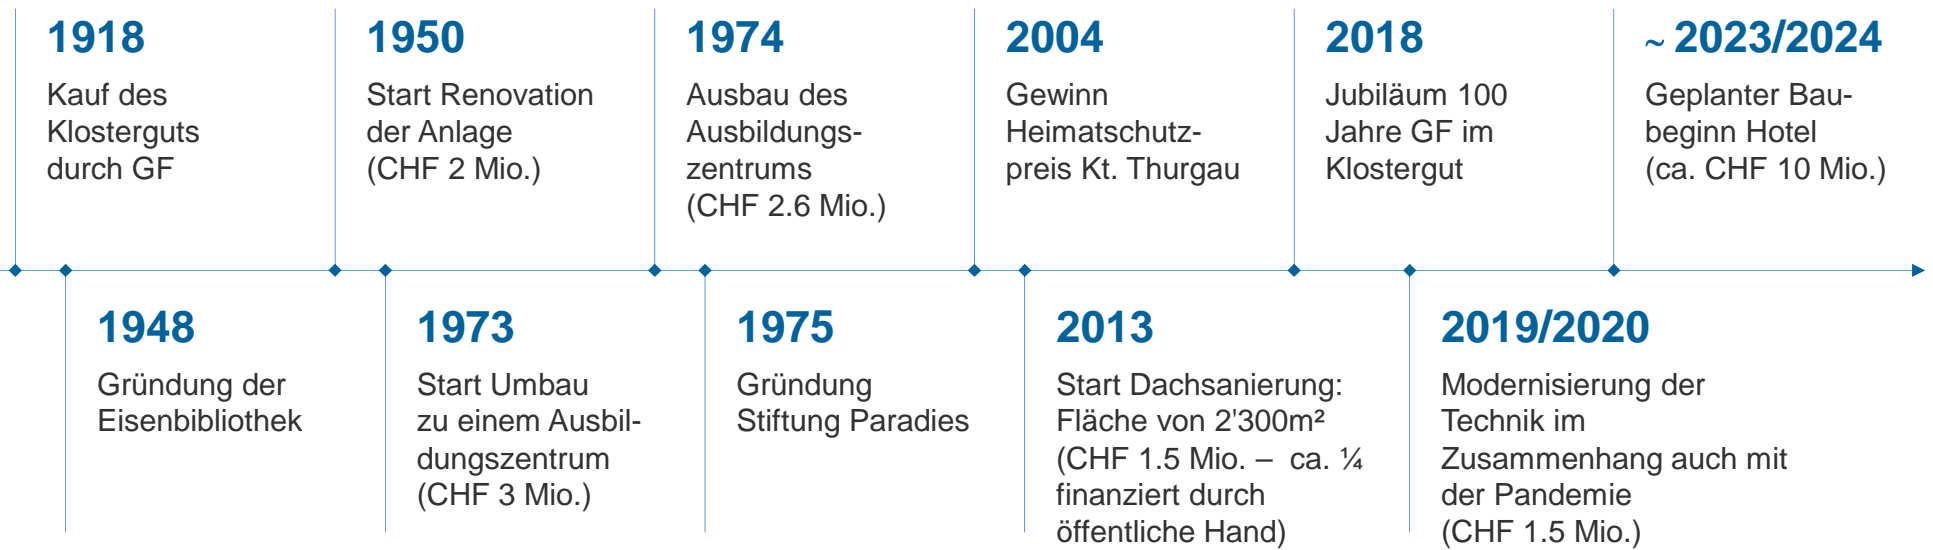 1918
Kauf des
Klosterguts
durch GF
1950
Start Renovation
der Anlage
(CHF 2 Mio.)
1974
Ausbau des
Ausbildungs-
zentrums
(CHF 2.6 Mio.)
2004
Gewinn
Heimatschutz-
preis Kt. Thurgau
2018
Jubiläum 100
Jahre GF im
Klostergut
~ 2023/2024
Geplanter Bau-
beginn Hotel
(ca. CHF 10 Mio.)
1948
Gründung der
Eisenbibliothek
1973
Start Umbau
zu einem Ausbil-
dungszentrum
(CHF 3 Mio.)
1975
Gründung
Stiftung Paradies
2013
Start Dachsanierung:
Fläche von 2'300m²
(CHF 1.5 Mio. – ca. ¼
finanziert durch
öffentliche Hand)
2019/2020
Modernisierung der
Technik im
Zusammenhang auch mit
der Pandemie
(CHF 1.5 Mio.)